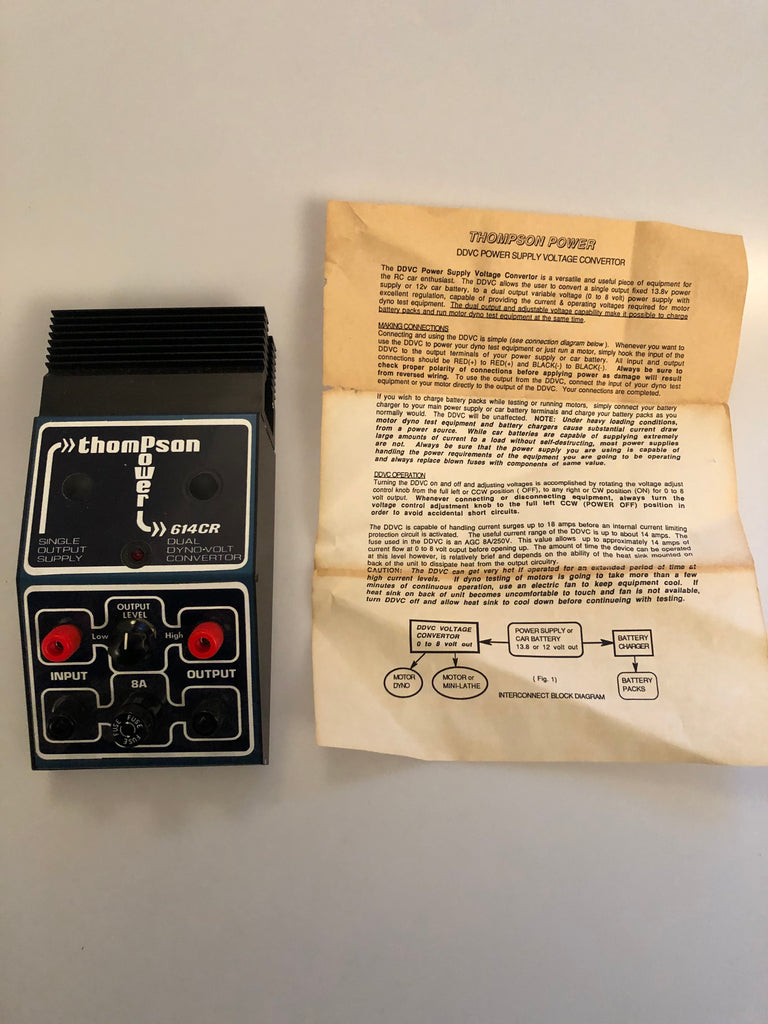 thomPson
Power
614CR
SINGLE
OUTPUT
SUPPLY
DUAL
DYNO-VOLT
CONVERTOR
OUTPUT
LEVEL
Low
High
INPUT
8A
OUTPUT
FUSE
FUSE
FUSE
THOMPSON POWER
DDVC POWER SUPPLY VOLTAGE CONVERTOR
The DDVC Power Supply Voltage Convertor is a versatile and useful piece of equipment for
the RC car enthusiast. The DDVC allows the user to convert a single output fixed 13.8v power
supply or 12v car battery, to a dual output variable voltage (0 to 8 volt) power supply with
excellent regulation, capable of providing the current & operating voltages required for motor
dyno test equipment. The dual output and adjustable voltage capability make it possible to charge
battery packs and run motor dyno test equipment at the same time.
MAKING CONNECTIONS
Connecting and using the DDVC is simple (see connection diagram below). Whenever you want to
use the DDVC to power your dyno test equipment or just run a motor, simply hook the input of the
DDVC to the output terminals of your power supply or car battery. At input and output
connections should be RED(+) to RED(+) and BLACK(-) to BLACK(-). Always be sure to
check proper polarity of connections before applying power as damage will result
from reversed wiring. To use the output from the DDVC, connect the input of your dyno test
equipment or your motor directly to the output of the DDVC. Your connections are completed.
If you wish to charge battery packs while testing or running motors, simply connect your battery
charger to your main power supply or car battery terminals and charge your battery packs as you
normally would. The DDVC will be unaffected. NOTE: Under heavy loading conditions,
motor dyno test equipment and battery chargers cause substantial current draw
from a power source. While car batteries are capable of supplying extremely
large amounts of current to a load without self-destructing, most power supplies
are not. Always be sure that the power supply you are using is capable of
handling the power requirements of the equipment you are going to be operating
and always replace blown fuses with components of same value.
DDVC OPERATION
Turning the DDVC on and off and adjusting voltages is accomplished by rotating the voltage adjust
control knob from the full left or CCW position ( OFF), to any right or CW position (ON) for 0 to 8
volt output. Whenever connecting or disconnecting equipment, always turn the
voltage control adjustment knob to the full left CCW (POWER OFF) position in
order to avoid accidental short circuits.
The DDVC is capable of handling current surges up to 18 amps before an internal current limiting
protection circuit is activated. The useful current range of the DDVC is up to about 14 amps. The
fuse used in the DDVC is an AGC 8A/250V. This value allows up to approximately 14 amps of
current flow at 0 to 8 volt ouput before opening up. The amount of time the device can be operated
at this level however, is relatively brief and depends on the ability of the heat sink mounted on
back of the unit to dissipate heat from the output circuitry.
CAUTION: The DDVC can get very hot if operated for an extended period of time at
high current levels. If dyno testing of motors is going to take more than a few
minutes of continuous operation, use an electric fan to keep equipment cool. If
heat sink on back of unit becomes uncomfortable to touch and fan is not available,
turn DDVC off and allow heat sink to cool down before continueing with testing.
DDVC VOLTAGE
CONVERTOR
0 to 8 volt out
POWER SUPPLY or
CAR BATTERY
13.8 or 12 volt out
BATTERY
CHARGER
MOTOR
DYNO
MOTOR or
MINI-LATHE
( Fig. 1)
BATTERY
PACKS
INTERCONNECT BLOCK DIAGRAM